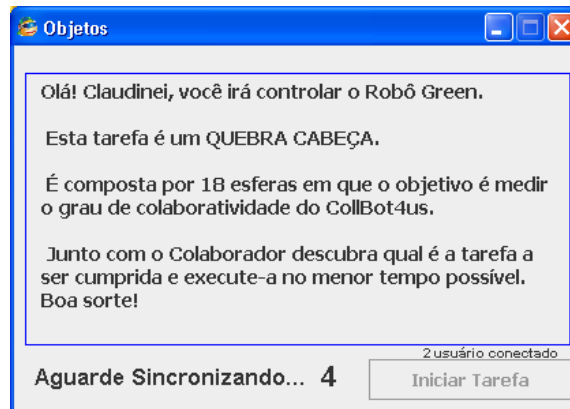 Objetos
Olá! Claudinei, você irá controlar o Robô Green.
Esta tarefa é um QUEBRA CABEÇA.
É composta por 18 esferas em que o objetivo é medir
o grau de colaboratividade do CollBot4us.
Junto com o Colaborador descubra qual é a tarefa a
ser cumprida e execute-a no menor tempo possível.
Boa sorte!
2 usuário conectado
Aguarde Sincronizando... 4
Iniciar Tarefa